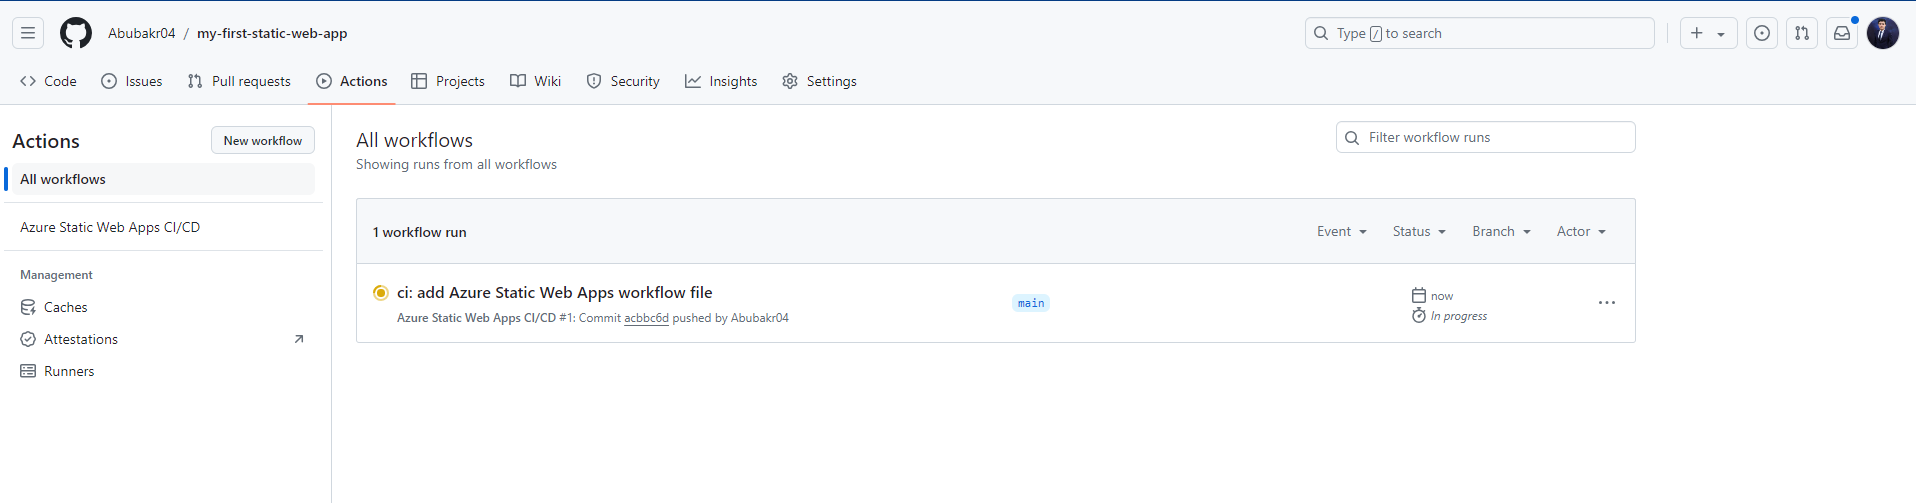 Abubakr04 / my-first-static-web-app
Type / to search
Code Issues Pull requests Actions Projects Wiki Security Insights Settings
Actions
New workflow
All workflows
Azure Static Web Apps CI/CD
Management
Caches
Attestations
Runners
All workflows
Showing runs from all workflows
Filter workflow runs
1 workflow run
Event Status Branch Actor
ci: add Azure Static Web Apps workflow file
Azure Static Web Apps CI/CD #1: Commit acbbc6d pushed by Abubakr04
main
now
In progress